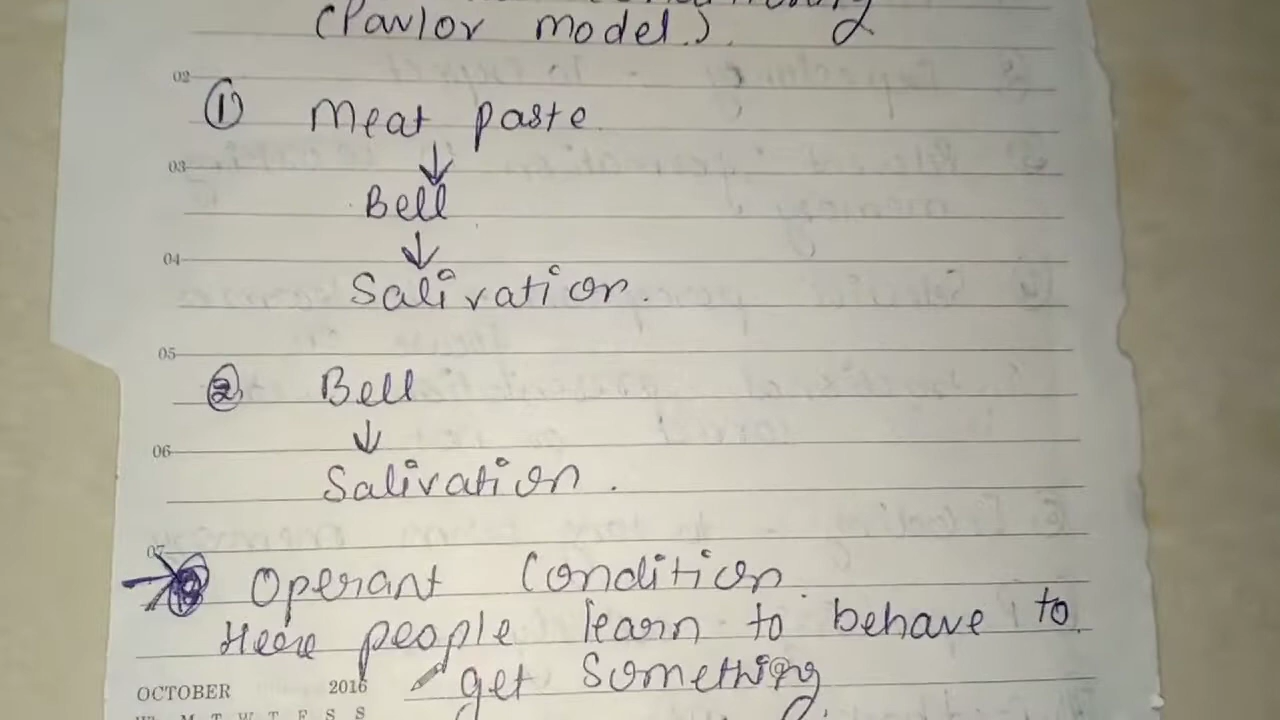 (Pavlov model).
02
① Meat paste
03
Bell
↓
04
Salivation.
05
② Bell
↓
06
Salivation.
07
→ Operant Condition.
Here people learn to behave to
get something
OCTOBER 2016
M T W T F S S